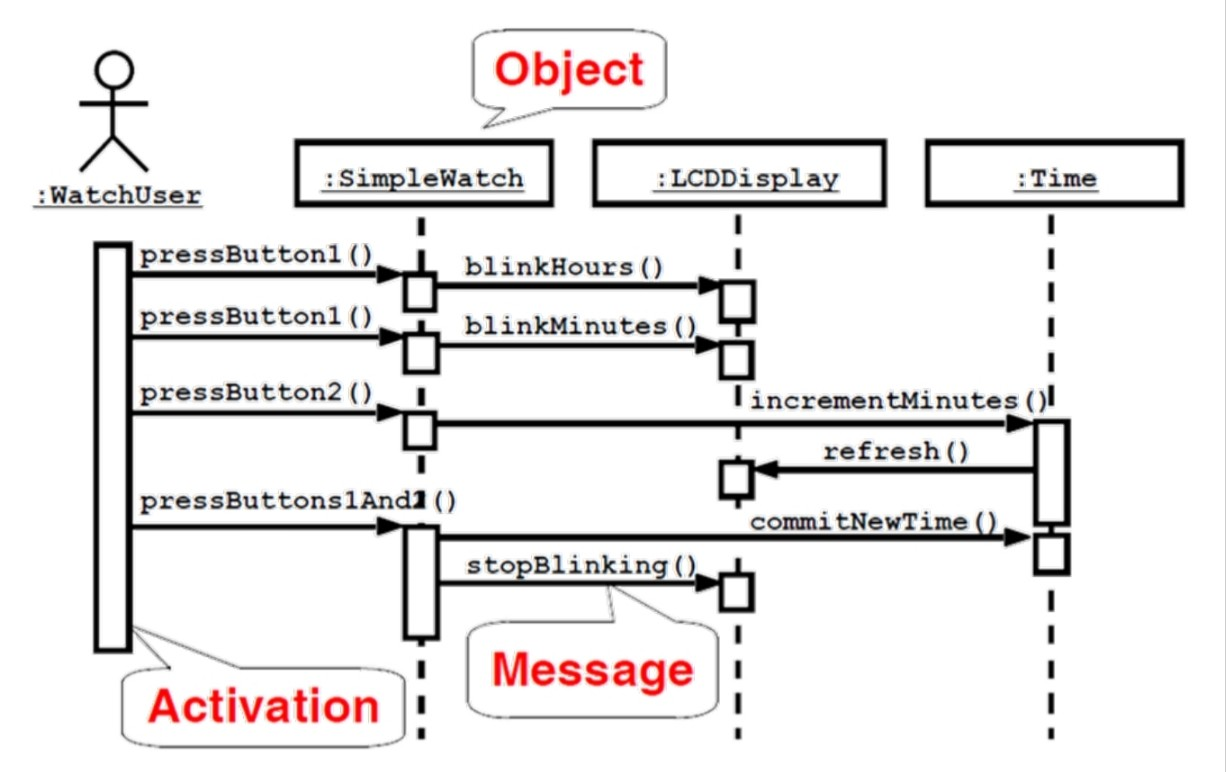 Object
:WatchUser
:SimpleWatch
:LCDDisplay
:Time
pressButton1()
blinkHours()
pressButton1()
blinkMinutes()
pressButton2()
incrementMinutes()
refresh()
pressButtons1And2()
commitNewTime()
stopBlinking()
Message
Activation